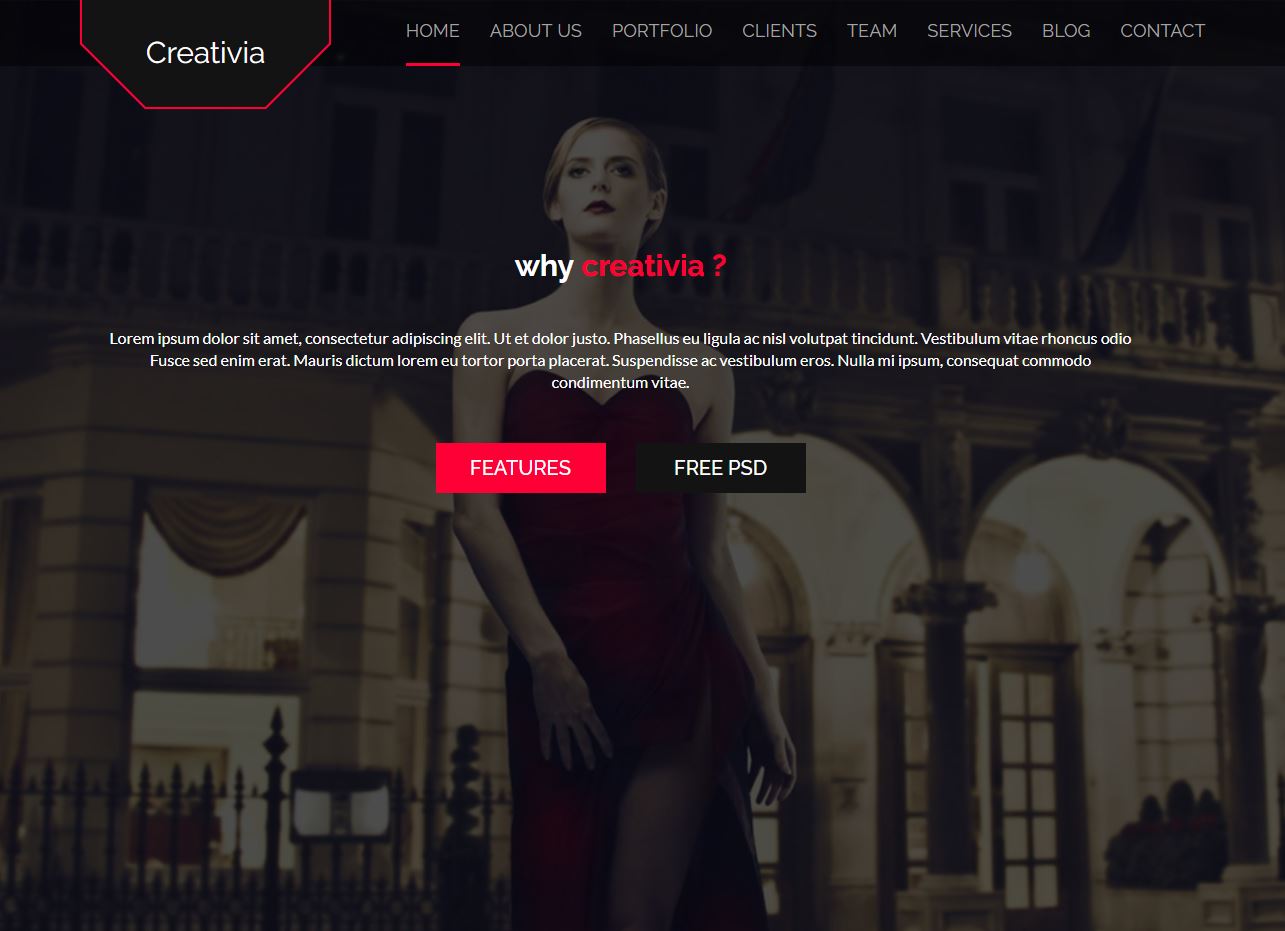 Creativia
HOME ABOUT US PORTFOLIO CLIENTS TEAM SERVICES BLOG CONTACT
why creativia ?
Lorem ipsum dolor sit amet, consectetur adipiscing elit. Ut et dolor justo. Phasellus eu ligula ac nisl volutpat tincidunt. Vestibulum vitae rhoncus odio
Fusce sed enim erat. Mauris dictum lorem eu tortor porta placerat. Suspendisse ac vestibulum eros. Nulla mi ipsum, consequat commodo
condimentum vitae.
FEATURES FREE PSD